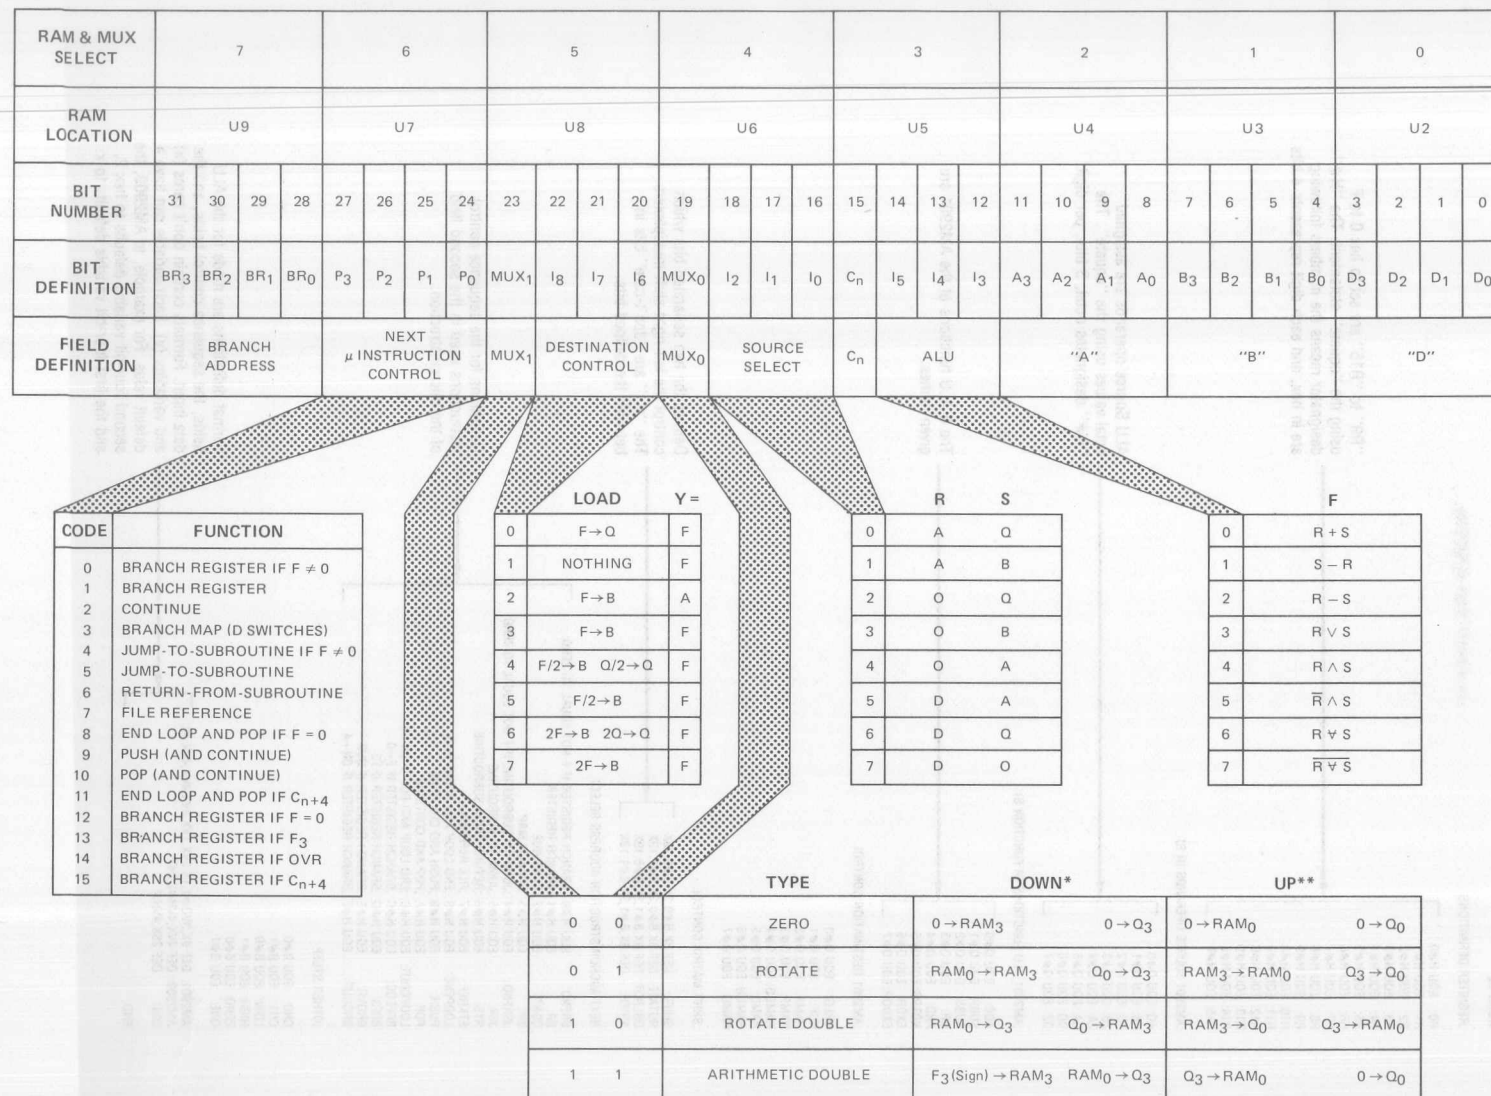 RAM & MUX SELECT 7 6 5 4 3 2 1 0
RAM LOCATION U9 U7 U8 U6 U5 U4 U3 U2
BIT NUMBER 31 30 29 28 27 26 25 24 23 22 21 20 19 18 17 16 15 14 13 12 11 10 9 8 7 6 5 4 3 2 1 0
BIT DEFINITION BR₃ BR₂ BR₁ BR₀ P₃ P₂ P₁ P₀ MUX₁ I₈ I₇ I₆ MUX₀ I₂ I₁ I₀ Cₙ I₅ I₄ I₃ A₃ A₂ A₁ A₀ B₃ B₂ B₁ B₀ D₃ D₂ D₁ D₀
FIELD DEFINITION BRANCH ADDRESS NEXT μ INSTRUCTION CONTROL MUX₁ DESTINATION CONTROL MUX₀ SOURCE SELECT Cₙ ALU "A" "B" "D"
CODE FUNCTION
0 BRANCH REGISTER IF F ≠ 0
1 BRANCH REGISTER
2 CONTINUE
3 BRANCH MAP (D SWITCHES)
4 JUMP-TO-SUBROUTINE IF F ≠ 0
5 JUMP-TO-SUBROUTINE
6 RETURN-FROM-SUBROUTINE
7 FILE REFERENCE
8 END LOOP AND POP IF F = 0
9 PUSH (AND CONTINUE)
10 POP (AND CONTINUE)
11 END LOOP AND POP IF Cₙ₊₄
12 BRANCH REGISTER IF F = 0
13 BRANCH REGISTER IF F₃
14 BRANCH REGISTER IF OVR
15 BRANCH REGISTER IF Cₙ₊₄
LOAD Y =
0 F→Q F
1 NOTHING F
2 F→B A
3 F→B F
4 F/2→B Q/2→Q F
5 F/2→B F
6 2F→B 2Q→Q F
7 2F→B F
R S
0 A Q
1 A B
2 O Q
3 O B
4 O A
5 D A
6 D Q
7 D O
F
0 R + S
1 S − R
2 R − S
3 R ∨ S
4 R ∧ S
5 R̅ ∧ S
6 R ⊻ S
7 R̅ ̅⊻̅ ̅S̅
TYPE DOWN* UP**
0 0 ZERO 0→RAM₃ 0→Q₃ 0→RAM₀ 0→Q₀
0 1 ROTATE RAM₀→RAM₃ Q₀→Q₃ RAM₃→RAM₀ Q₃→Q₀
1 0 ROTATE DOUBLE RAM₀→Q₃ Q₀→RAM₃ RAM₃→Q₀ Q₃→RAM₀
1 1 ARITHMETIC DOUBLE F₃(Sign)→RAM₃ RAM₀→Q₃ Q₃→RAM₀ 0→Q₀